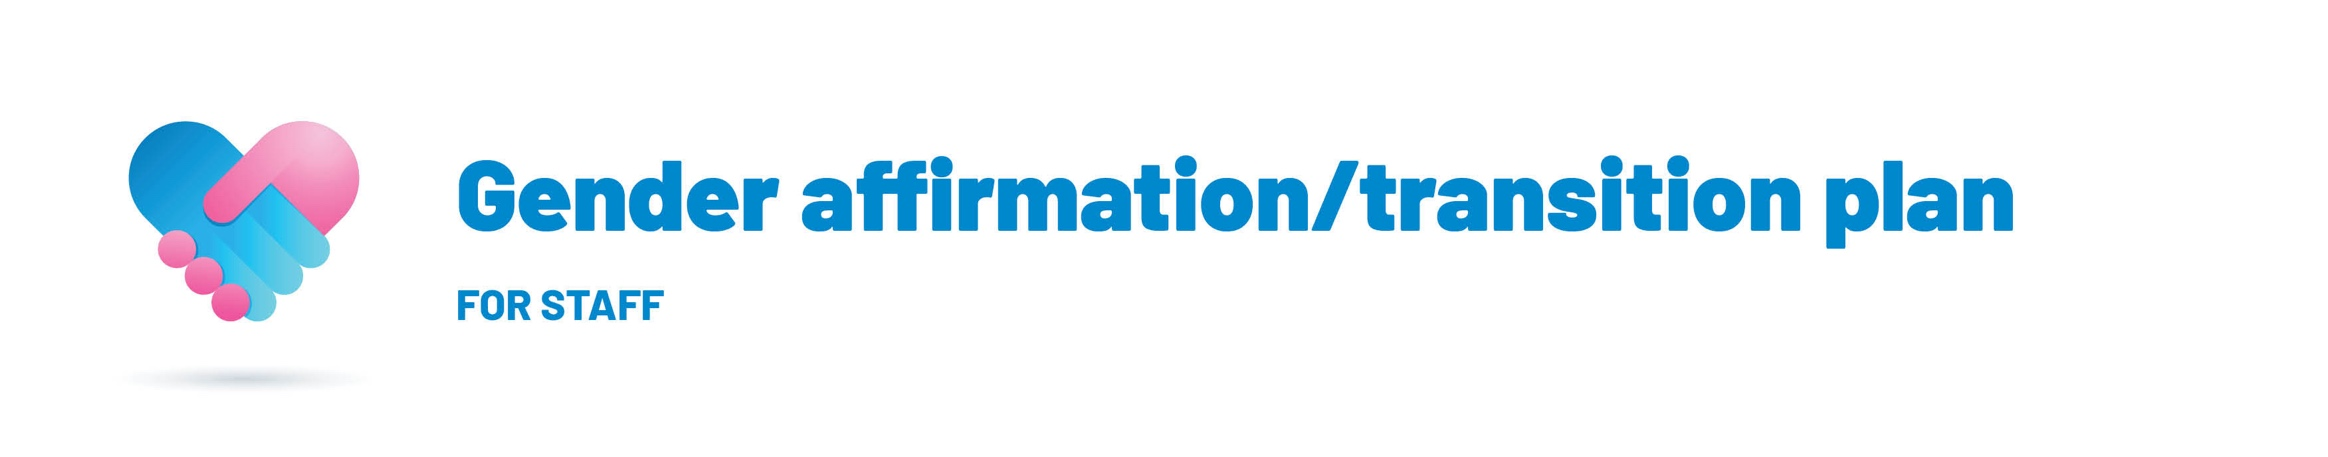 Gender affirmation/transition plan
FOR STAFF